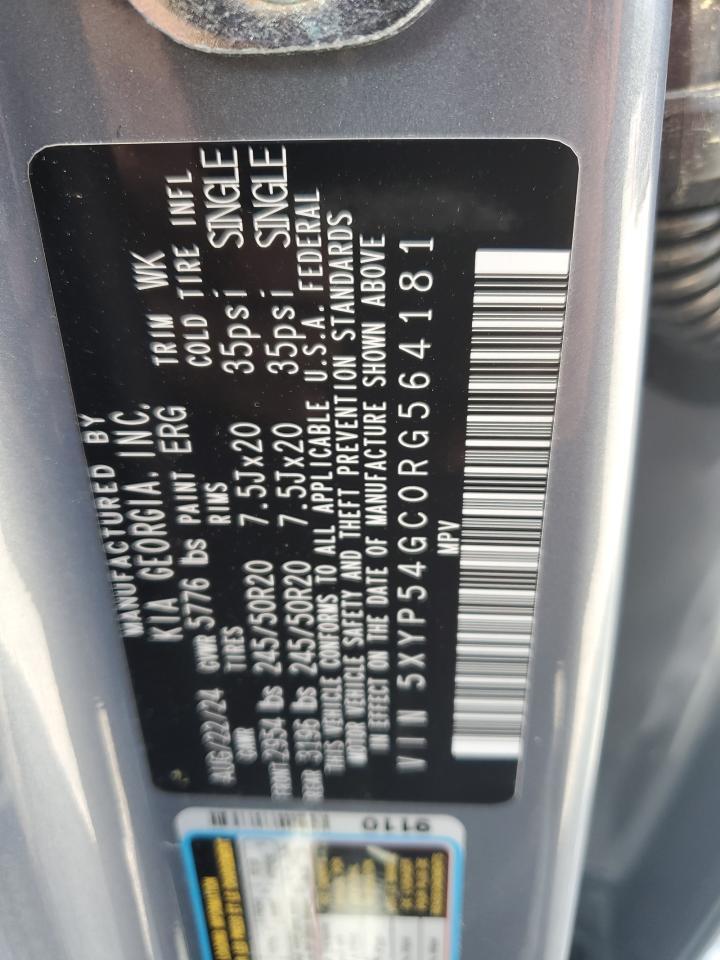 MANUFACTURED BY
KIA GEORGIA, INC.
AUG/22/24 GVWR 5776 lbs PAINT ERG TRIM WK
GAWR TIRES RIMS COLD TIRE INFL
FRONT 2954 lbs 245/50R20 7.5Jx20 35psi SINGLE
REAR 3196 lbs 245/50R20 7.5Jx20 35psi SINGLE
THIS VEHICLE CONFORMS TO ALL APPLICABLE U.S.A. FEDERAL
MOTOR VEHICLE SAFETY AND THEFT PREVENTION STANDARDS
IN EFFECT ON THE DATE OF MANUFACTURE SHOWN ABOVE
VIN 5XYP54GC0RG564181
MPV
9110